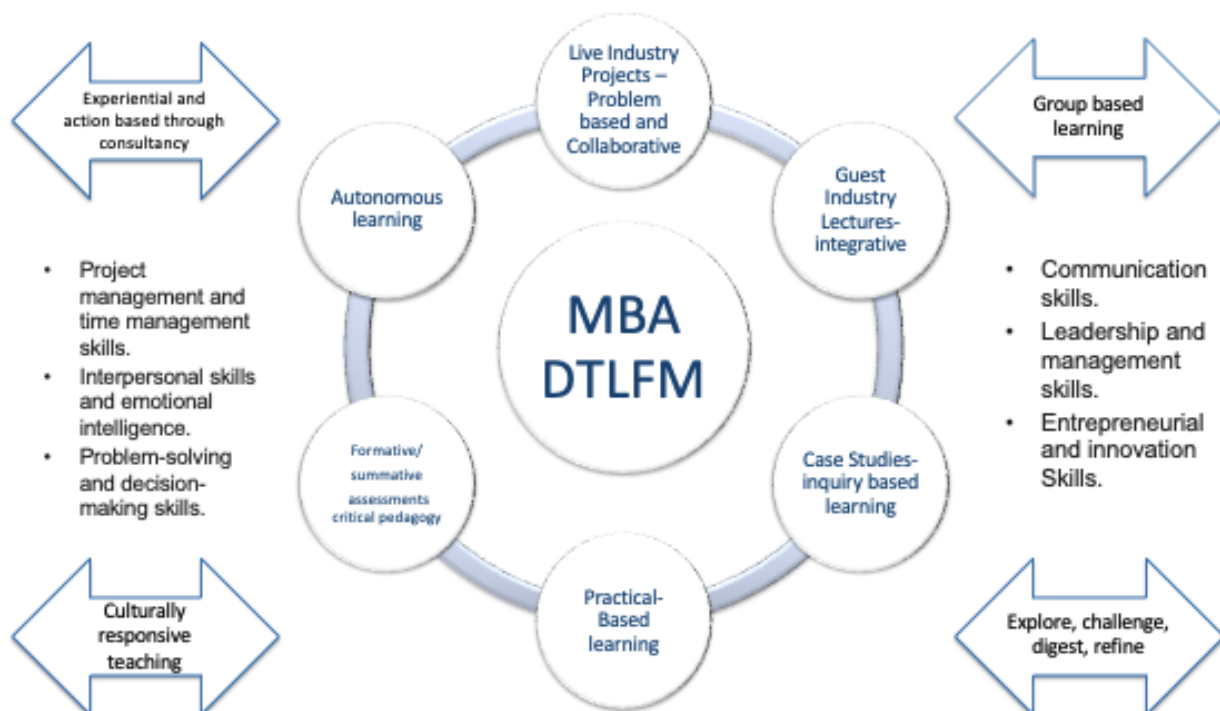 Experiential and
action based through
consultancy
• Project
management and
time management
skills.
• Interpersonal skills
and emotional
intelligence.
• Problem-solving
and decision-
making skills.
Culturally
responsive
teaching
Live Industry
Projects –
Problem
based and
Collaborative
Autonomous
learning
Guest
Industry
Lectures-
integrative
MBA
DTLFM
Formative/
summative
assessments
critical pedagogy
Case Studies-
inquiry based
learning
Practical-
Based
learning
Group based
learning
• Communication
skills.
• Leadership and
management
skills.
• Entrepreneurial
and innovation
Skills.
Explore, challenge,
digest, refine